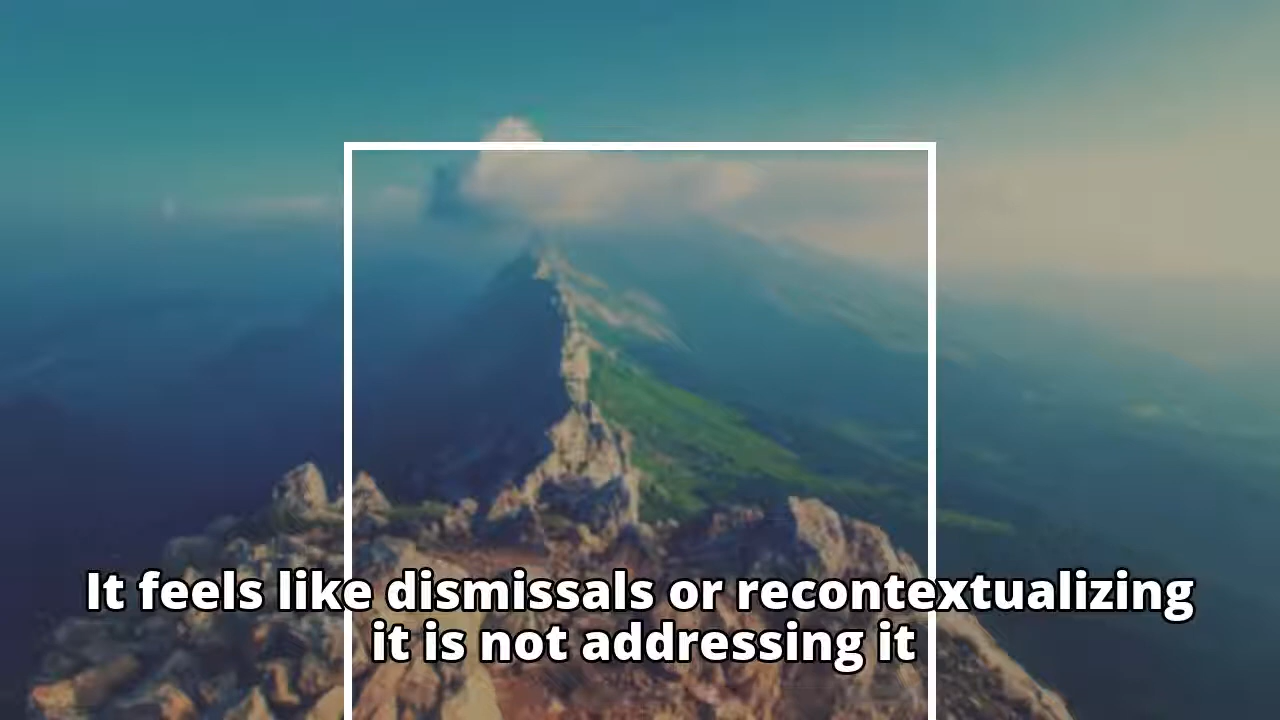 It feels like dismissals or recontextualizing
it is not addressing it